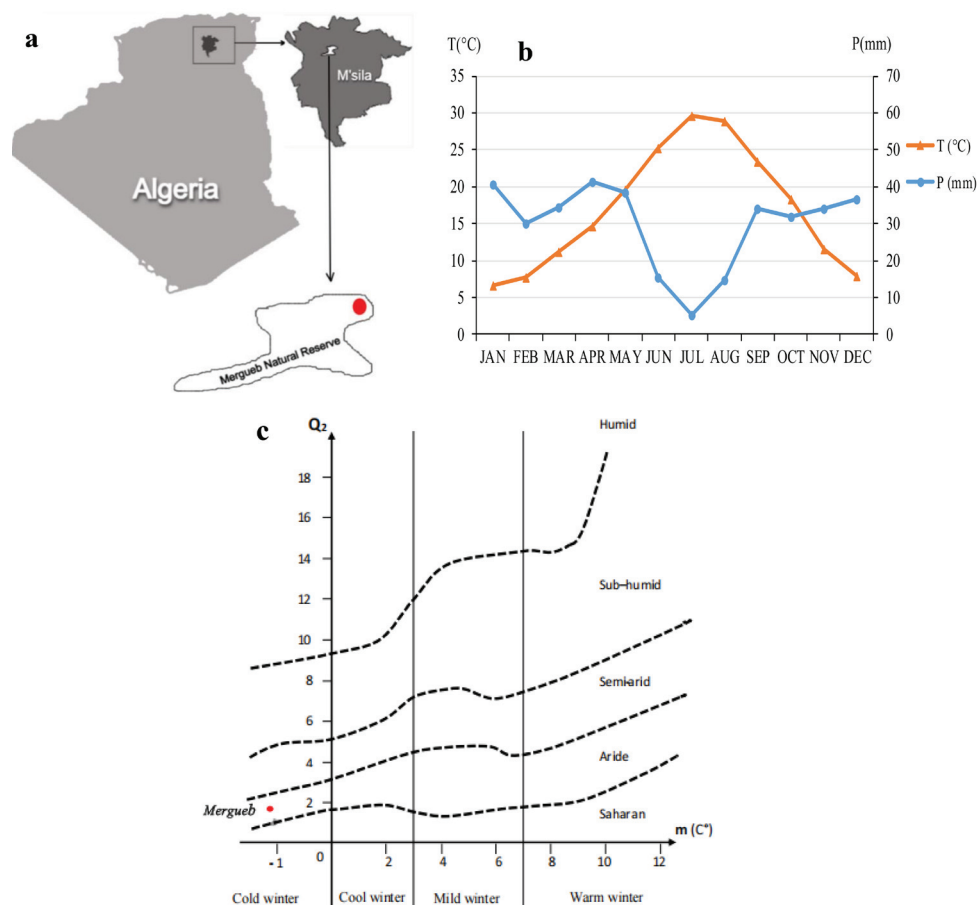 a
Algeria
M'sila
Mergueb Natural Reserve
b
T(°C)
P(mm)
35
30
25
20
15
10
5
0
70
60
50
40
30
20
10
0
JAN FEB MAR APR MAY JUN JUL AUG SEP OCT NOV DEC
T (°C)
P (mm)
c
Q₂
18
16
14
12
10
8
6
4
2
0
Humid
Sub-humid
Semi-arid
Aride
Saharan
Mergueb
m (C°)
- 1 2 4 6 8 10 12
Cold winter Cool winter Mild winter Warm winter